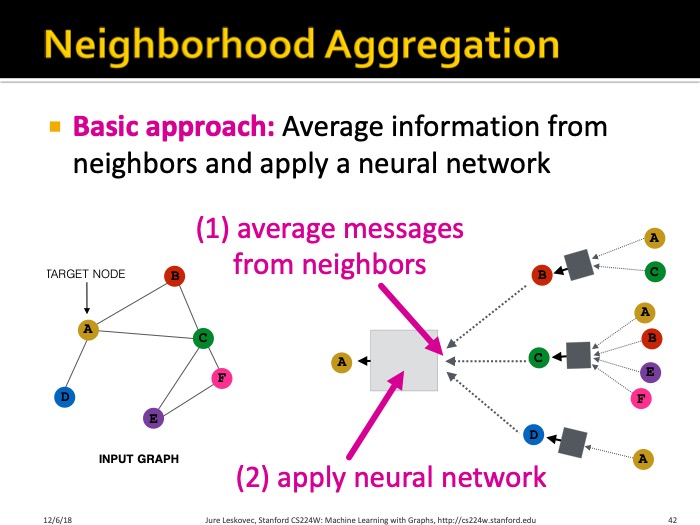 Neighborhood Aggregation
Basic approach: Average information from
neighbors and apply a neural network
(1) average messages
from neighbors
TARGET NODE
A
B
C
D
E
F
INPUT GRAPH
A
B
C
D
A
C
A
B
E
F
A
(2) apply neural network
12/6/18
Jure Leskovec, Stanford CS224W: Machine Learning with Graphs, http://cs224w.stanford.edu
42